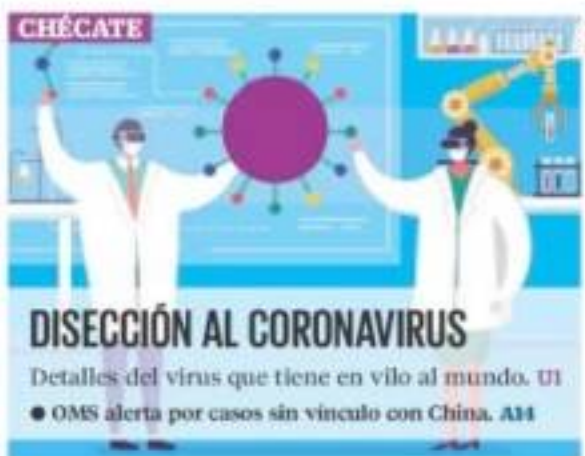 CHÉCATE
DISECCIÓN AL CORONAVIRUS
Detalles del virus que tiene en vilo al mundo. U1
● OMS alerta por casos sin vínculo con China. A14